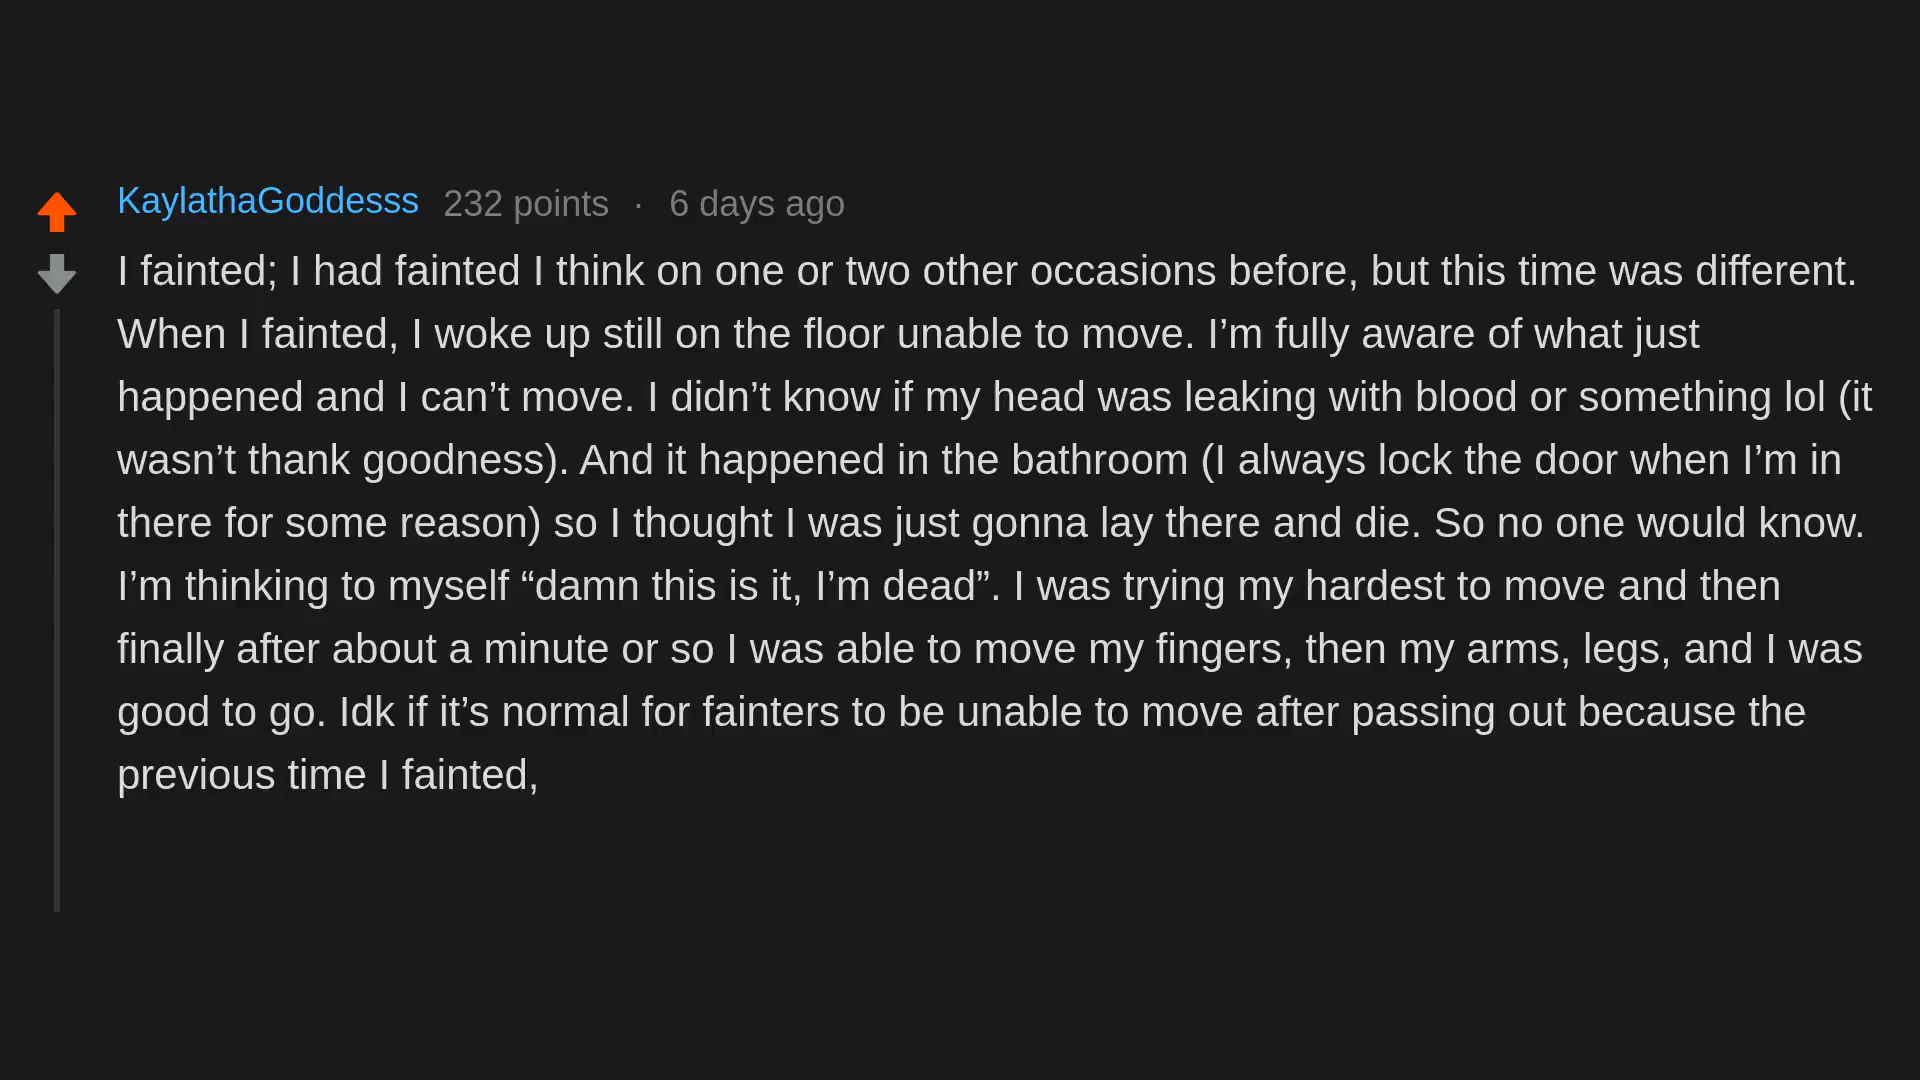 KaylathaGoddesss 232 points · 6 days ago
I fainted; I had fainted I think on one or two other occasions before, but this time was different.
When I fainted, I woke up still on the floor unable to move. I’m fully aware of what just
happened and I can’t move. I didn’t know if my head was leaking with blood or something lol (it
wasn’t thank goodness). And it happened in the bathroom (I always lock the door when I’m in
there for some reason) so I thought I was just gonna lay there and die. So no one would know.
I’m thinking to myself “damn this is it, I’m dead”. I was trying my hardest to move and then
finally after about a minute or so I was able to move my fingers, then my arms, legs, and I was
good to go. Idk if it’s normal for fainters to be unable to move after passing out because the
previous time I fainted,